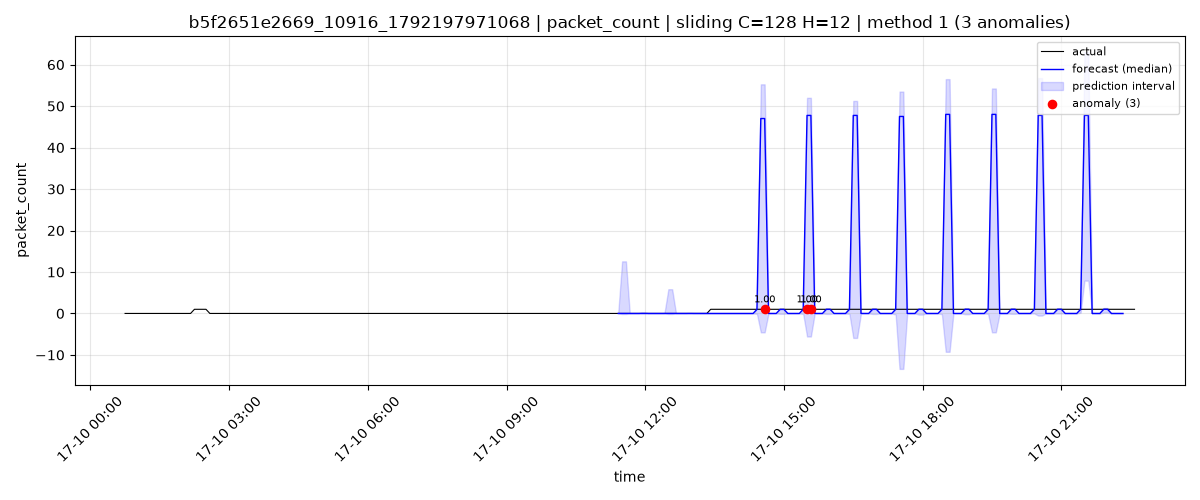 b5f2651e2669_10916_1792197971068 | packet_count | sliding C=128 H=12 | method 1 (3 anomalies)
actual
forecast (median)
prediction interval
anomaly (3)
packet_count
60
50
40
30
20
10
0
−10
1.00
17-10 00:00
17-10 03:00
17-10 06:00
17-10 09:00
17-10 12:00
17-10 15:00
17-10 18:00
17-10 21:00
time